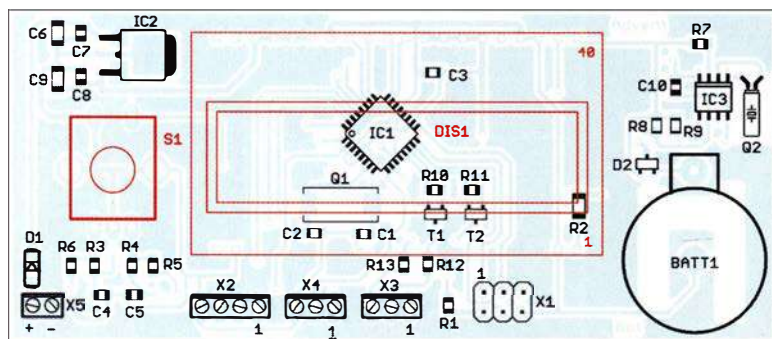 IC2
R7
C6
C7
10
C3
C9
C8
C10
IC3
S1
IC1
DIS1
R8
R9
Q2
D2
Q1
R10
R11
C2
C1
T1
T2
R2
1
D1
R6
R3
R4
R5
R13
R12
BATT1
X5
C4
C5
X2
X4
X3
1
X1
R1
+
-
1
1
1